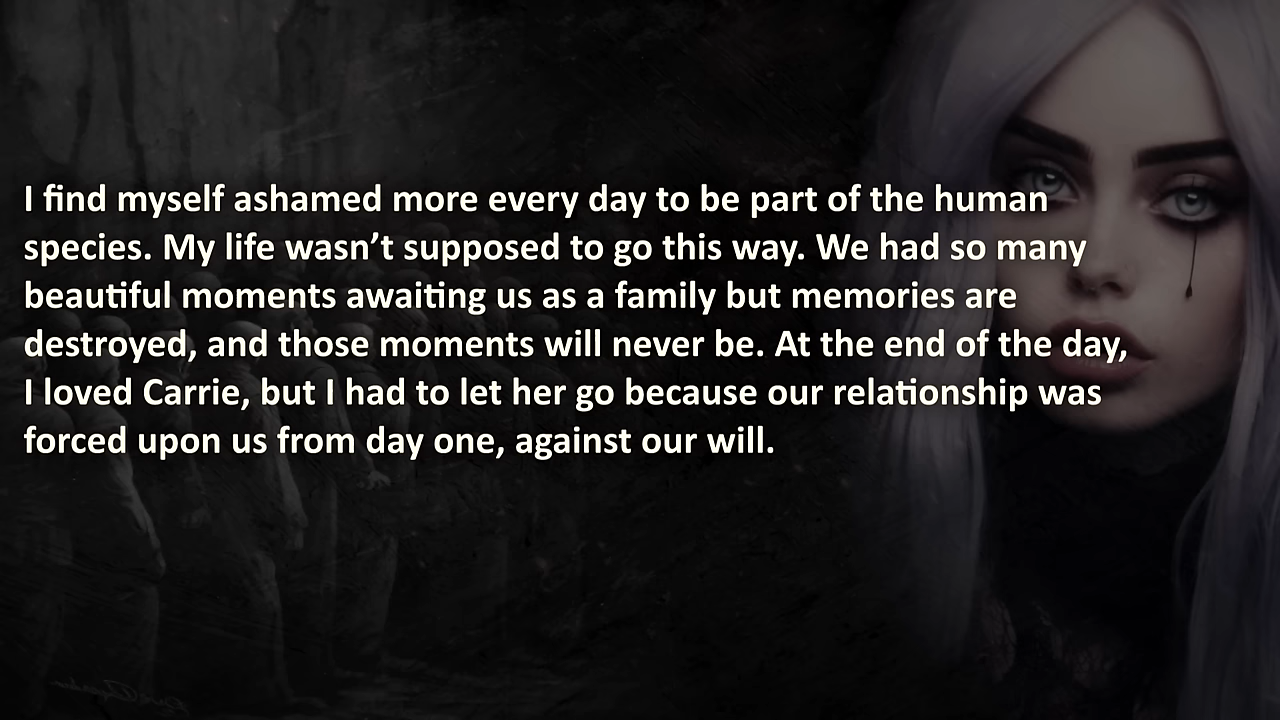 I find myself ashamed more every day to be part of the human
species. My life wasn’t supposed to go this way. We had so many
beautiful moments awaiting us as a family but memories are
destroyed, and those moments will never be. At the end of the day,
I loved Carrie, but I had to let her go because our relationship was
forced upon us from day one, against our will.